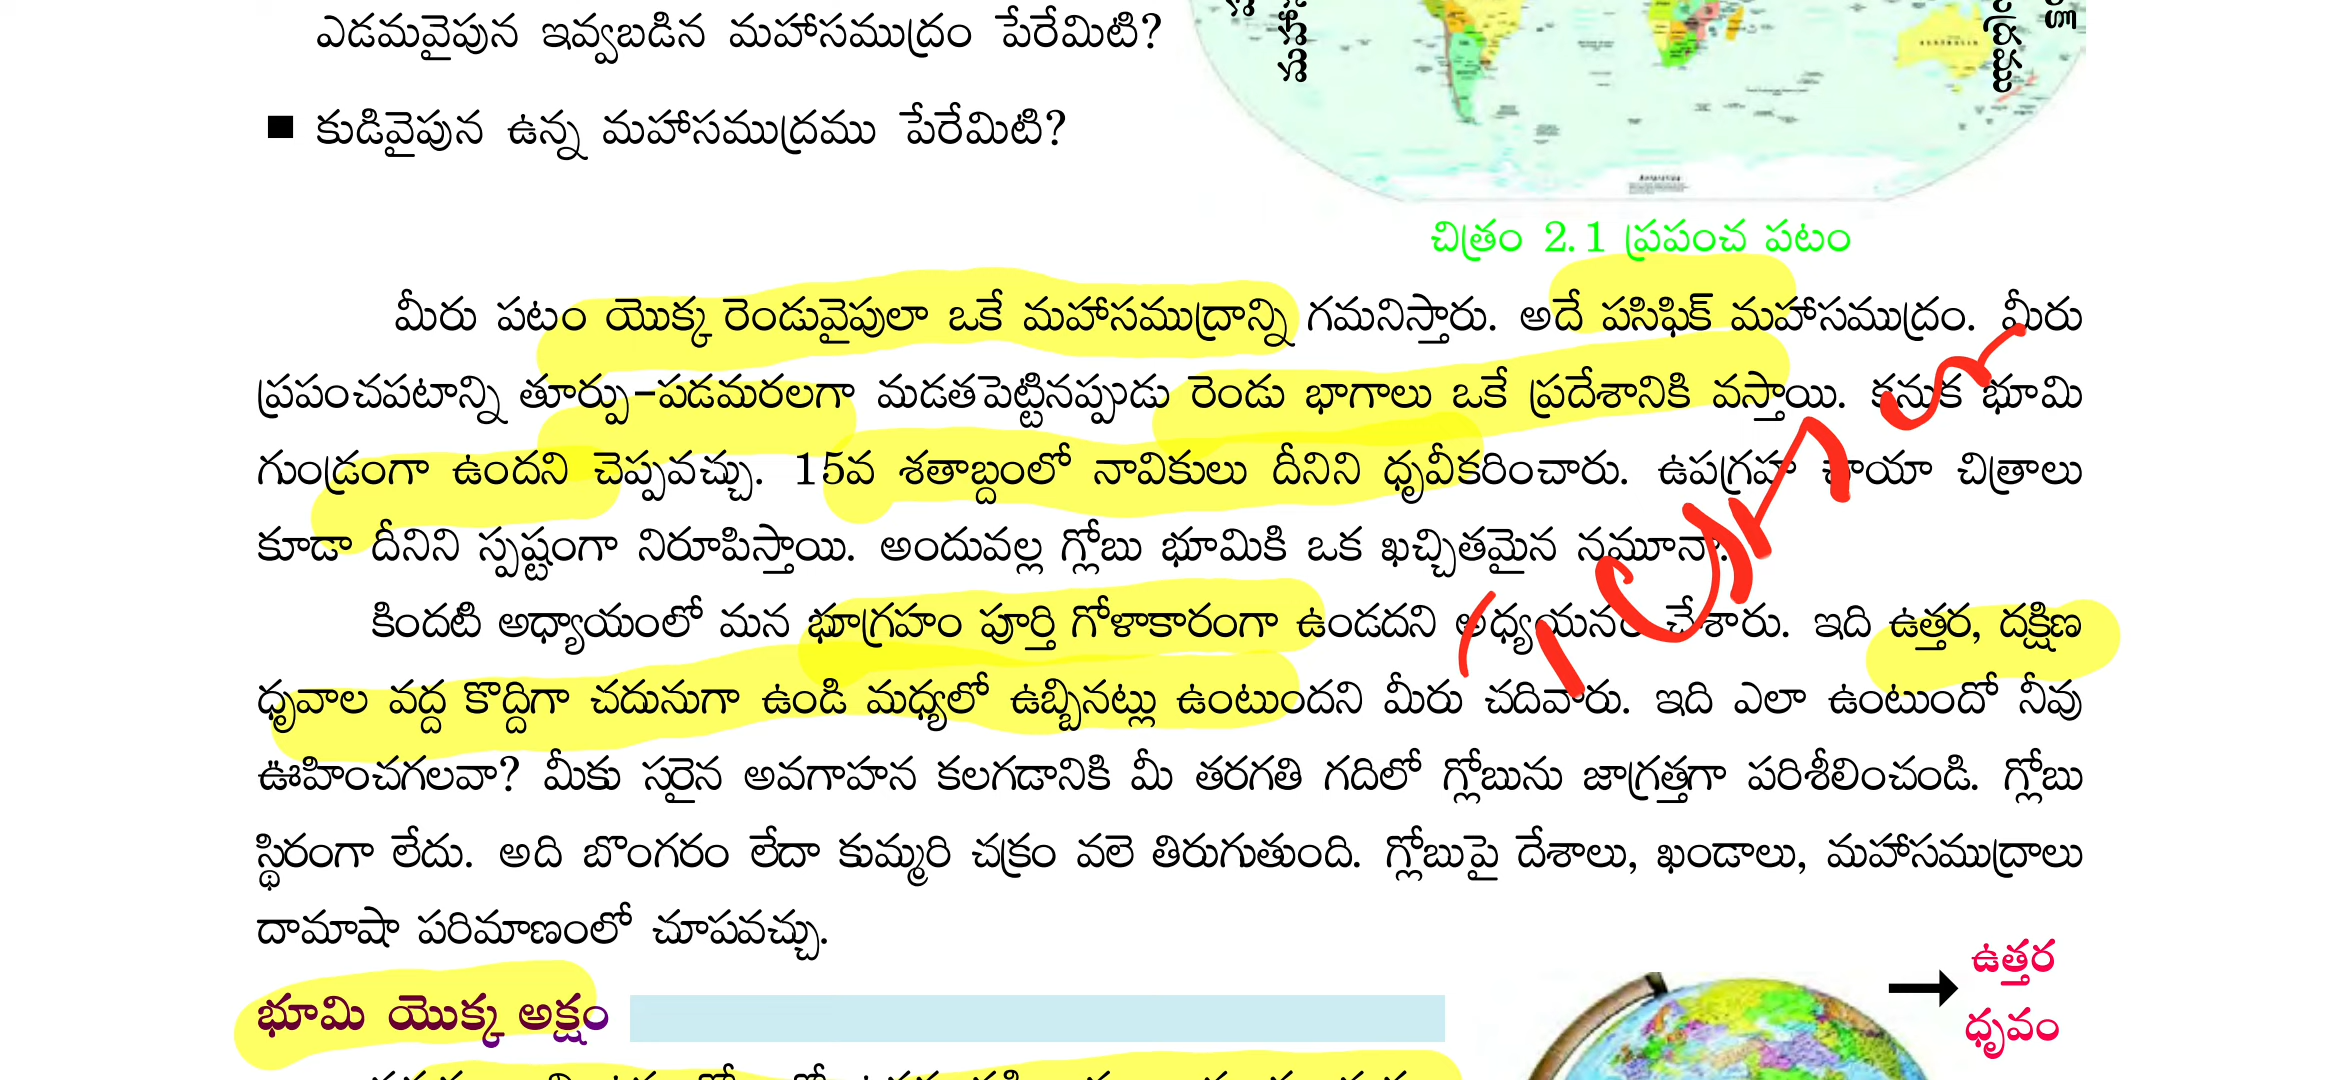 ఎడమవైపున ఇవ్వబడిన మహాసముద్రం పేరేమిటి?
■ కుడివైపున ఉన్న మహాసముద్రము పేరేమిటి?
AUSTRALIA
చిత్రం 2.1 ప్రపంచ పటం
మీరు పటం యొక్క రెండువైపులా ఒకే మహాసముద్రాన్ని గమనిస్తారు. అదే పసిఫిక్ మహాసముద్రం. మీరు
ప్రపంచపటాన్ని తూర్పు-పడమరలగా మడతపెట్టినప్పుడు రెండు భాగాలు ఒకే ప్రదేశానికి వస్తాయి. కనుక భూమి
గుండ్రంగా ఉందని చెప్పవచ్చు. 15వ శతాబ్దంలో నావికులు దీనిని ధృవీకరించారు. ఉపగ్రహ ఛాయా చిత్రాలు
కూడా దీనిని స్పష్టంగా నిరూపిస్తాయి. అందువల్ల గ్లోబు భూమికి ఒక ఖచ్చితమైన నమూనా.
కిందటి అధ్యాయంలో మన భూగ్రహం పూర్తి గోళాకారంగా ఉండదని అధ్యయనం చేశారు. ఇది ఉత్తర, దక్షిణ
ధృవాల వద్ద కొద్దిగా చదునుగా ఉండి మధ్యలో ఉబ్బినట్లు ఉంటుందని మీరు చదివారు. ఇది ఎలా ఉంటుందో నీవు
ఊహించగలవా? మీకు సరైన అవగాహన కలగడానికి మీ తరగతి గదిలో గ్లోబును జాగ్రత్తగా పరిశీలించండి. గ్లోబు
స్థిరంగా లేదు. అది బొంగరం లేదా కుమ్మరి చక్రం వలె తిరుగుతుంది. గ్లోబుపై దేశాలు, ఖండాలు, మహాసముద్రాలు
దామాషా పరిమాణంలో చూపవచ్చు.
ఉత్తర
ధృవం
భూమి యొక్క అక్షం